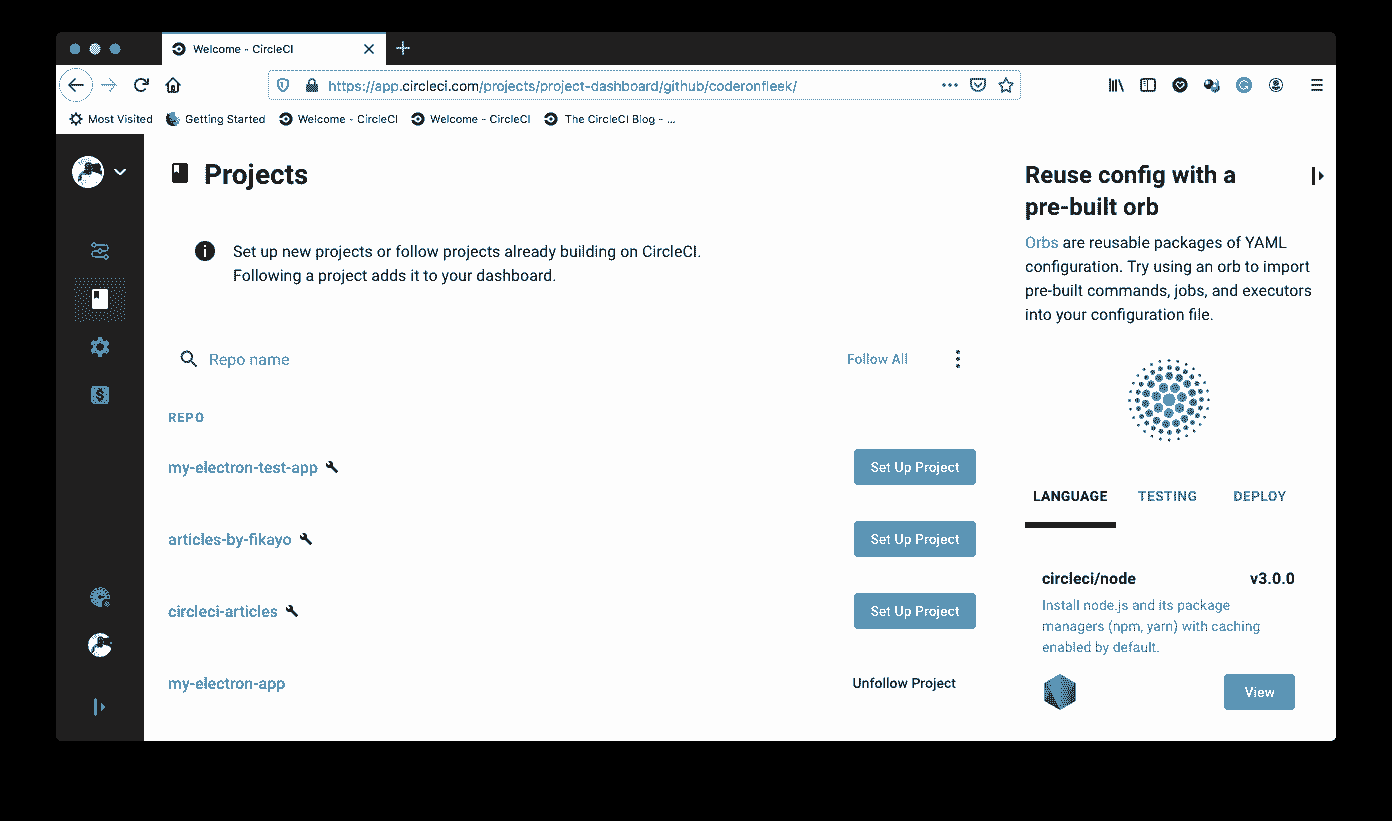 Welcome - CircleCI
https://app.circleci.com/projects/project-dashboard/github/coderonfleek/
Most Visited Getting Started Welcome - CircleCI Welcome - CircleCI The CircleCI Blog - ...
Projects
Set up new projects or follow projects already building on CircleCI.
Following a project adds it to your dashboard.
Repo name Follow All
REPO
my-electron-test-app Set Up Project
articles-by-fikayo Set Up Project
circleci-articles Set Up Project
my-electron-app Unfollow Project
Reuse config with a
pre-built orb
Orbs are reusable packages of YAML
configuration. Try using an orb to import
pre-built commands, jobs, and executors
into your configuration file.
LANGUAGE TESTING DEPLOY
circleci/node v3.0.0
Install node.js and its package
managers (npm, yarn) with caching
enabled by default.
View